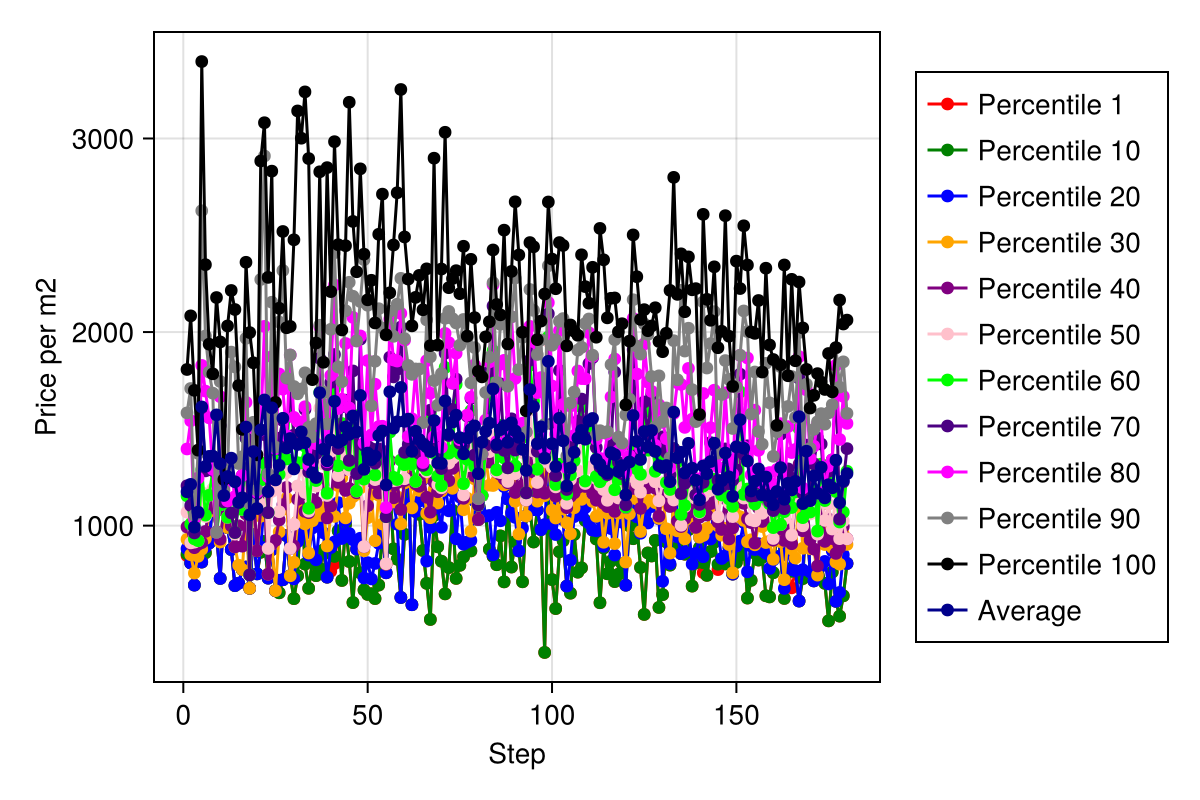 3000
2000
1000
Price per m2
0
50
100
150
Step
Percentile 1
Percentile 10
Percentile 20
Percentile 30
Percentile 40
Percentile 50
Percentile 60
Percentile 70
Percentile 80
Percentile 90
Percentile 100
Average